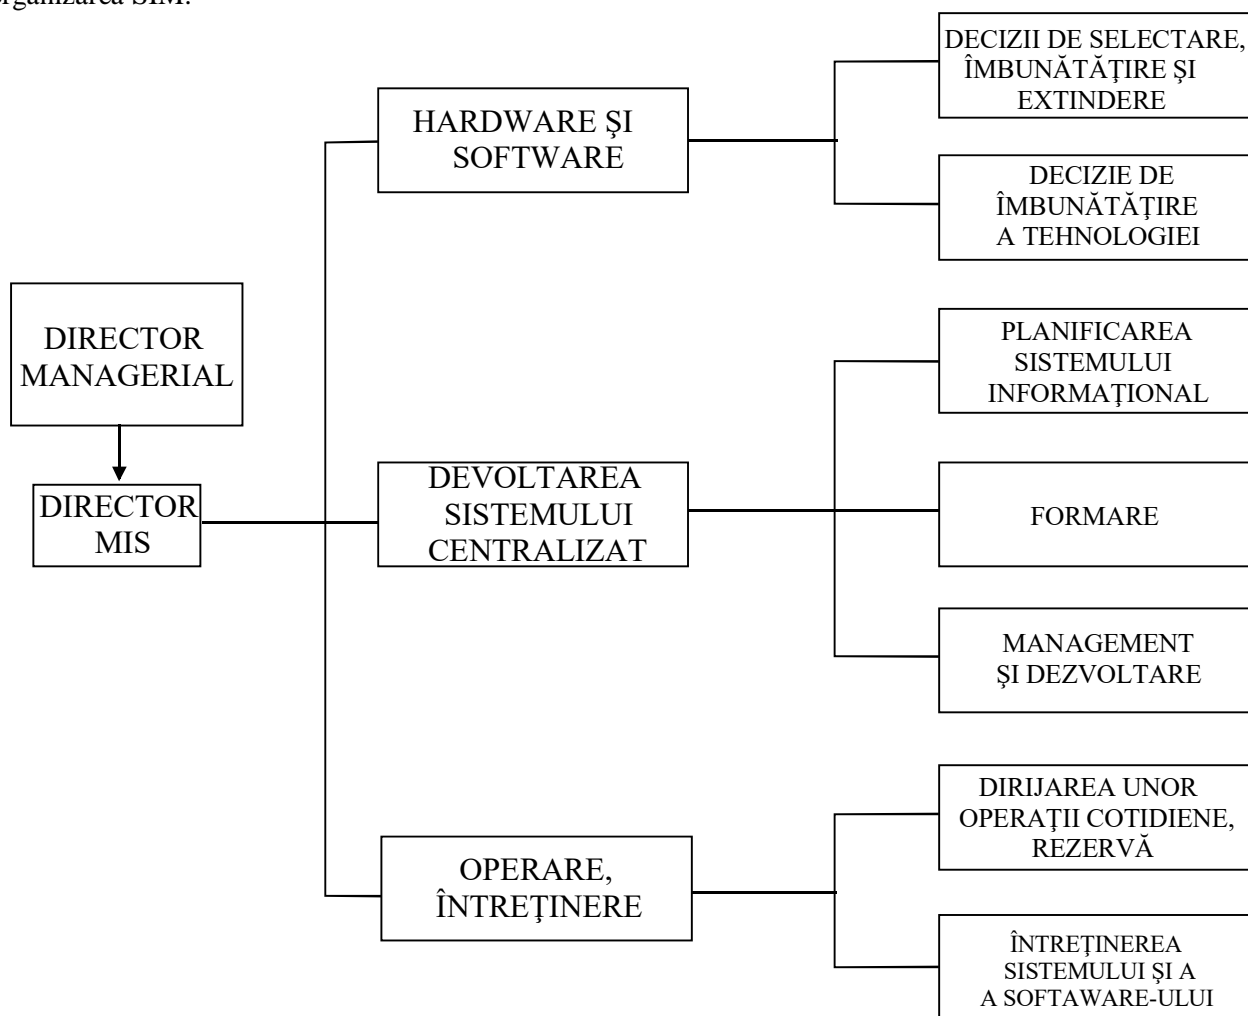 organizarea SIM.
DECIZII DE SELECTARE,
ÎMBUNĂTĂŢIRE ŞI
EXTINDERE
HARDWARE ŞI
SOFTWARE
DECIZIE DE
ÎMBUNĂTĂŢIRE
A TEHNOLOGIEI
DIRECTOR
MANAGERIAL
PLANIFICAREA
SISTEMULUI
INFORMAŢIONAL
DIRECTOR
MIS
DEVOLTAREA
SISTEMULUI
CENTRALIZAT
FORMARE
MANAGEMENT
ŞI DEZVOLTARE
DIRIJAREA UNOR
OPERAŢII COTIDIENE,
REZERVĂ
OPERARE,
ÎNTREŢINERE
ÎNTREŢINEREA
SISTEMULUI ŞI A
A SOFTAWARE-ULUI